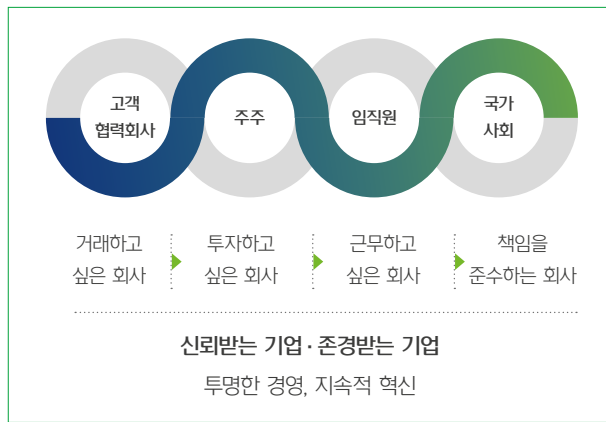 고객
협력회사
주주
임직원
국가
사회
거래하고
싶은 회사
투자하고
싶은 회사
근무하고
싶은 회사
책임을
준수하는 회사
신뢰받는 기업 · 존경받는 기업
투명한 경영, 지속적 혁신